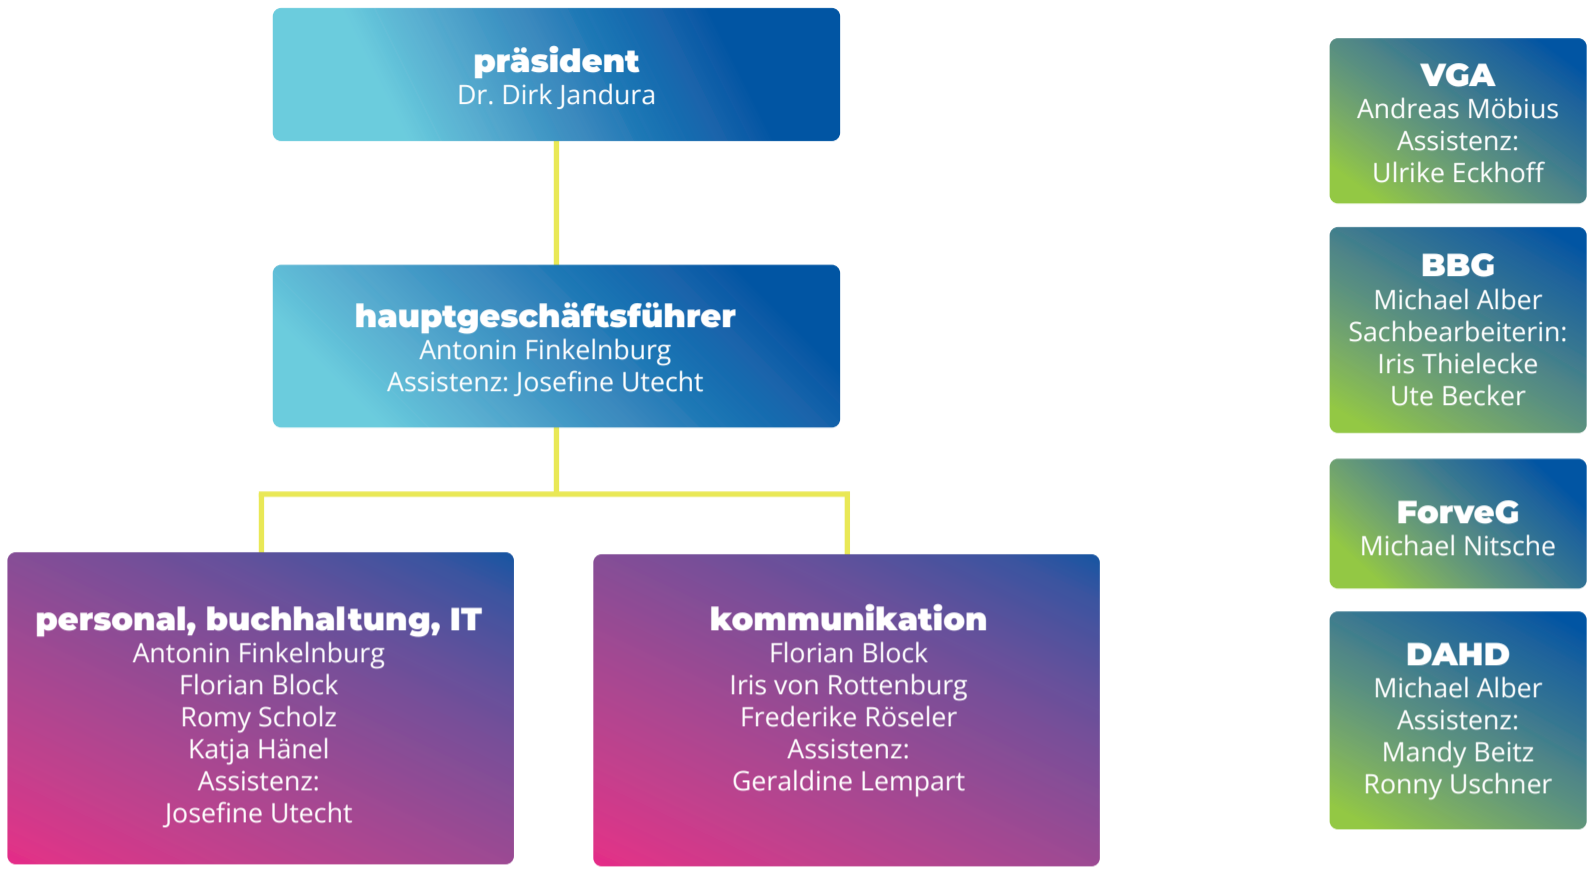 präsident
Dr. Dirk Jandura
hauptgeschäftsführer
Antonin Finkelnburg
Assistenz: Josefine Utecht
personal, buchhaltung, IT
Antonin Finkelnburg
Florian Block
Romy Scholz
Katja Hänel
Assistenz:
Josefine Utecht
kommunikation
Florian Block
Iris von Rottenburg
Frederike Röseler
Assistenz:
Geraldine Lempart
VGA
Andreas Möbius
Assistenz:
Ulrike Eckhoff
BBG
Michael Alber
Sachbearbeiterin:
Iris Thielecke
Ute Becker
ForveG
Michael Nitsche
DAHD
Michael Alber
Assistenz:
Mandy Beitz
Ronny Uschner